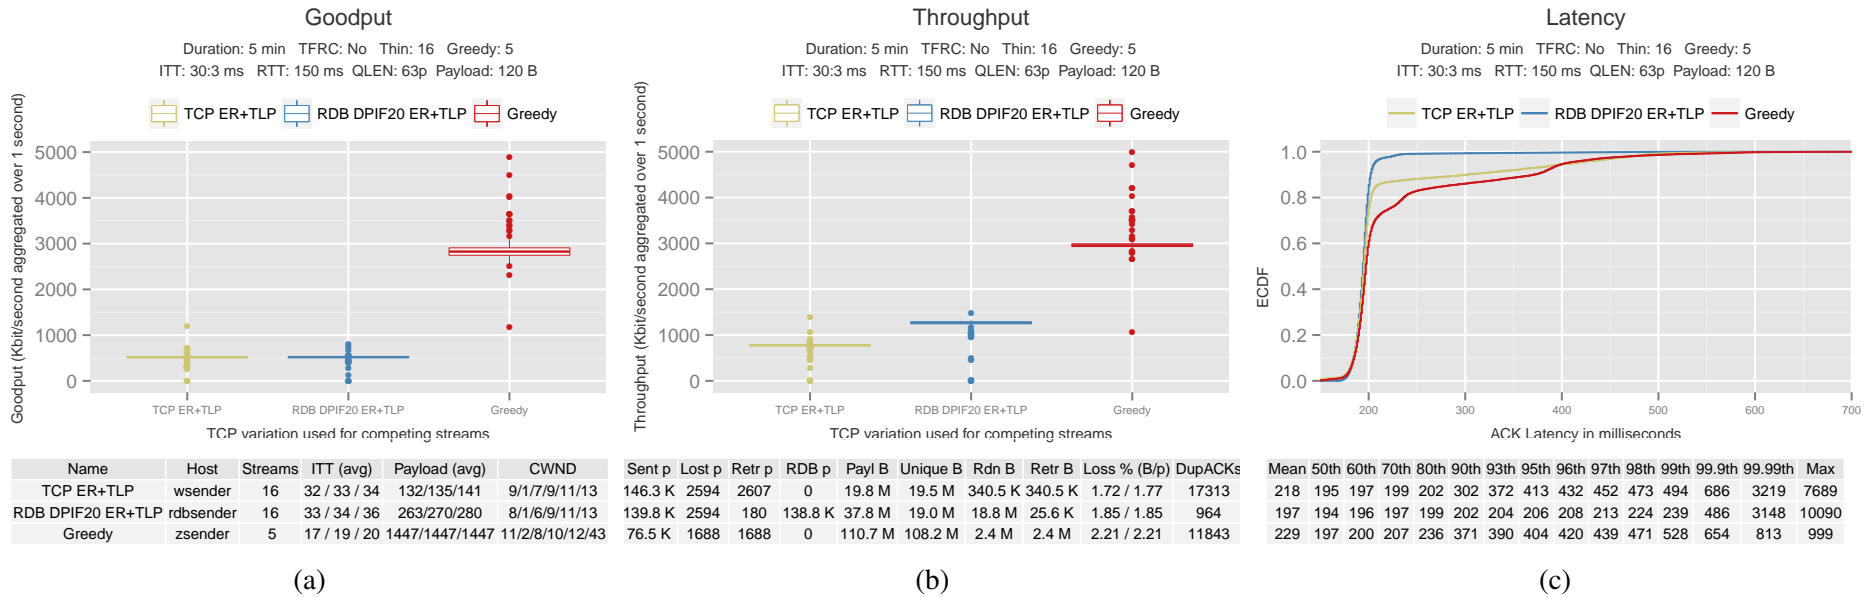 Goodput
Duration: 5 min TFRC: No Thin: 16 Greedy: 5
ITT: 30:3 ms RTT: 150 ms QLEN: 63p Payload: 120 B
TCP ER+TLP RDB DPIF20 ER+TLP Greedy
Goodput (Kbit/second aggregated over 1 second)
5000
4000
3000
2000
1000
0
TCP ER+TLP RDB DPIF20 ER+TLP Greedy
TCP variation used for competing streams
Name Host Streams ITT (avg) Payload (avg) CWND
TCP ER+TLP wsender 16 32 / 33 / 34 132/135/141 9/1/7/9/11/13
RDB DPIF20 ER+TLP rdbsender 16 33 / 34 / 36 263/270/280 8/1/6/9/11/13
Greedy zsender 5 17 / 19 / 20 1447/1447/1447 11/2/8/10/12/43
(a)
Throughput
Duration: 5 min TFRC: No Thin: 16 Greedy: 5
ITT: 30:3 ms RTT: 150 ms QLEN: 63p Payload: 120 B
TCP ER+TLP RDB DPIF20 ER+TLP Greedy
Throughput (Kbit/second aggregated over 1 second)
5000
4000
3000
2000
1000
0
TCP ER+TLP RDB DPIF20 ER+TLP Greedy
TCP variation used for competing streams
Sent p Lost p Retr p RDB p Payl B Unique B Rdn B Retr B Loss % (B/p) DupACKs
146.3 K 2594 2607 0 19.8 M 19.5 M 340.5 K 340.5 K 1.72 / 1.77 17313
139.8 K 2594 180 138.8 K 37.8 M 19.0 M 18.8 M 25.6 K 1.85 / 1.85 964
76.5 K 1688 1688 0 110.7 M 108.2 M 2.4 M 2.4 M 2.21 / 2.21 11843
(b)
Latency
Duration: 5 min TFRC: No Thin: 16 Greedy: 5
ITT: 30:3 ms RTT: 150 ms QLEN: 63p Payload: 120 B
TCP ER+TLP RDB DPIF20 ER+TLP Greedy
ECDF
1.0
0.8
0.6
0.4
0.2
0.0
200 300 400 500 600 700
ACK Latency in milliseconds
Mean 50th 60th 70th 80th 90th 93th 95th 96th 97th 98th 99th 99.9th 99.99th Max
218 195 197 199 202 302 372 413 432 452 473 494 686 3219 7689
197 194 196 197 199 202 204 206 208 213 224 239 486 3148 10090
229 197 200 207 236 371 390 404 420 439 471 528 654 813 999
(c)